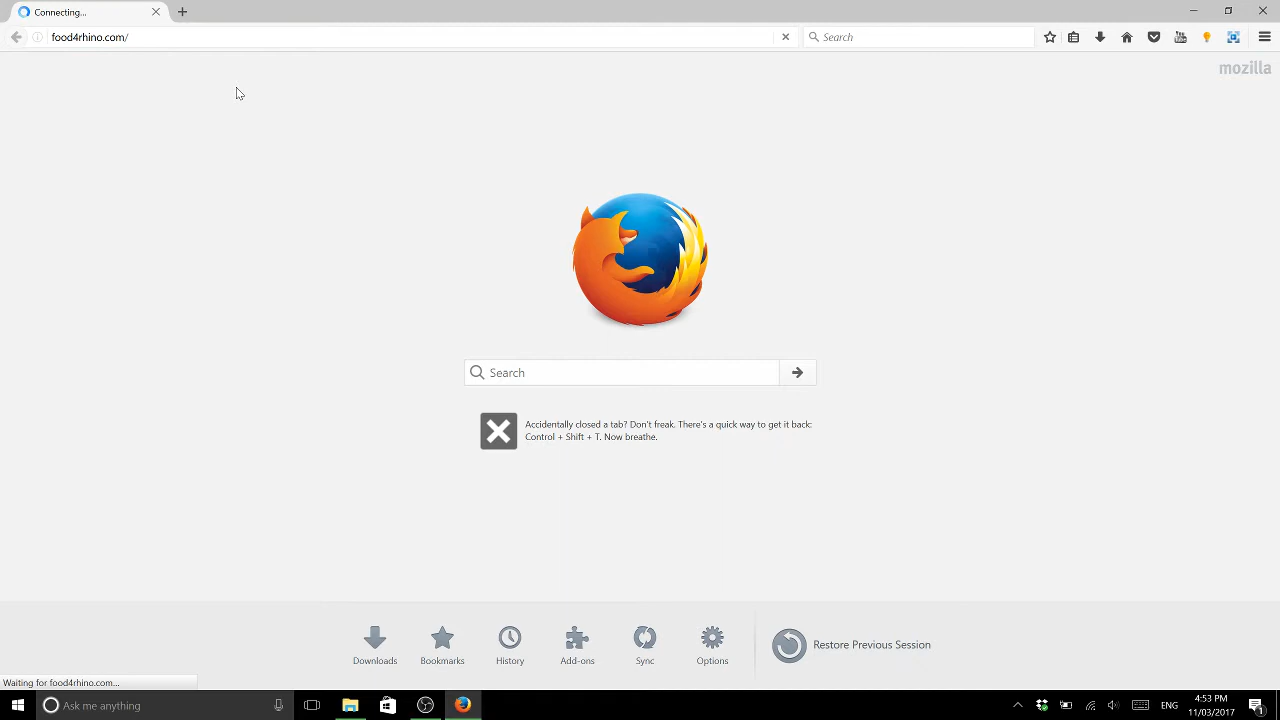 Connecting...
food4rhino.com/
Search
mozilla
Search
Accidentally closed a tab? Don't freak. There's a quick way to get it back:
Control + Shift + T. Now breathe.
Downloads
Bookmarks
History
Add-ons
Sync
Options
Restore Previous Session
Waiting for food4rhino.com...
Ask me anything
ENG
4:53 PM
11/03/2017
1